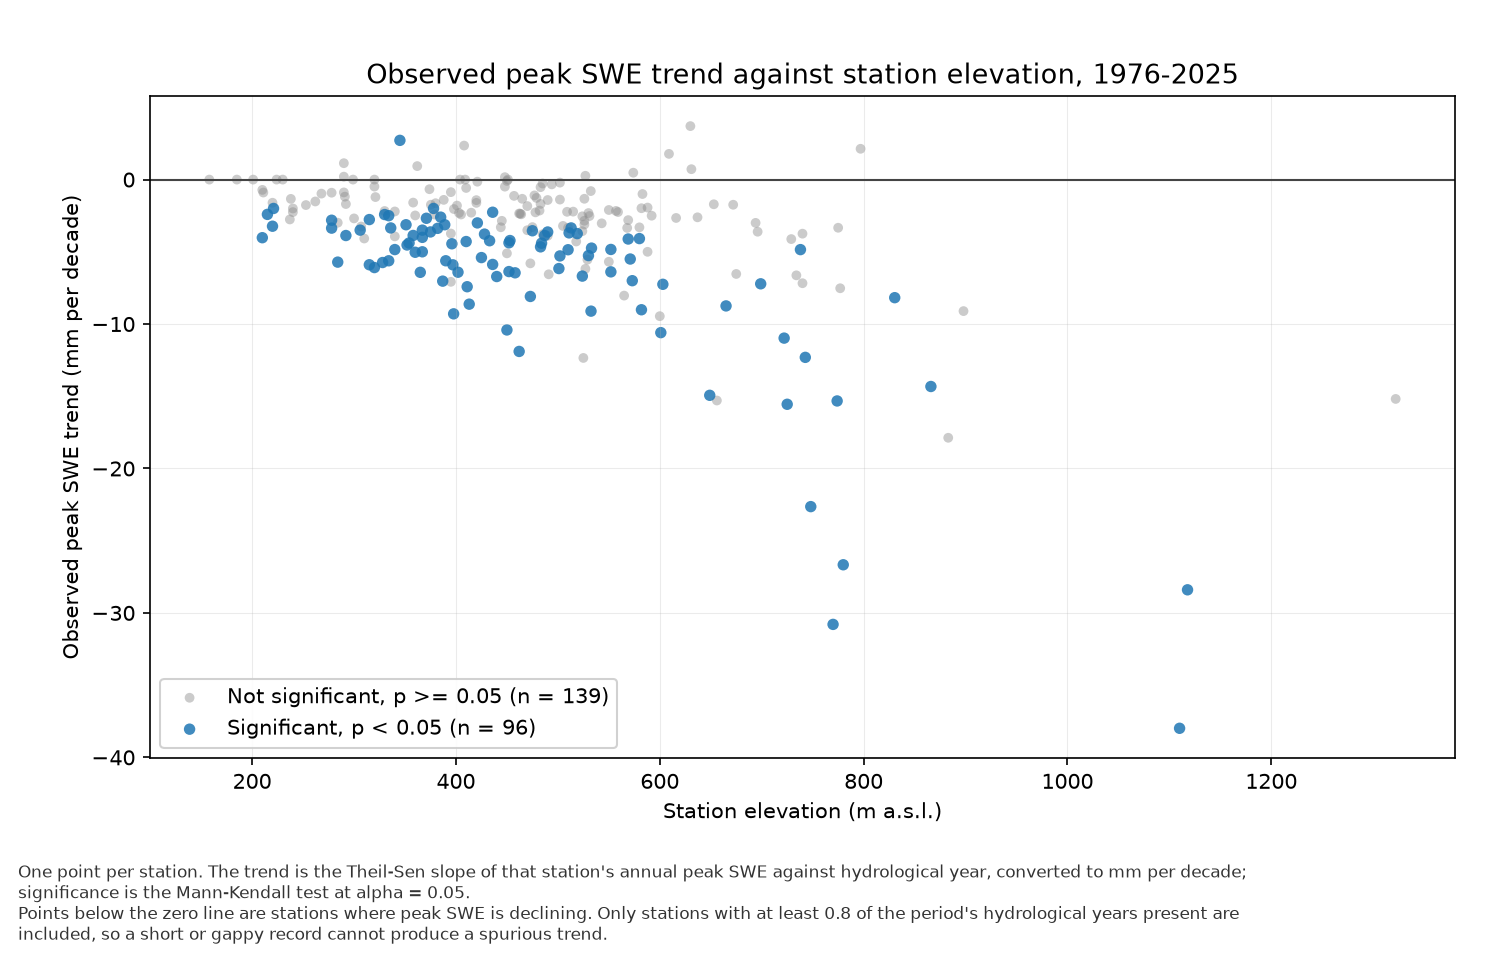 Observed peak SWE trend against station elevation, 1976-2025
Observed peak SWE trend (mm per decade)
0
−10
−20
−30
−40
Not significant, p >= 0.05 (n = 139)
Significant, p < 0.05 (n = 96)
200 400 600 800 1000 1200
Station elevation (m a.s.l.)
One point per station. The trend is the Theil-Sen slope of that station's annual peak SWE against hydrological year, converted to mm per decade;
significance is the Mann-Kendall test at alpha = 0.05.
Points below the zero line are stations where peak SWE is declining. Only stations with at least 0.8 of the period's hydrological years present are
included, so a short or gappy record cannot produce a spurious trend.